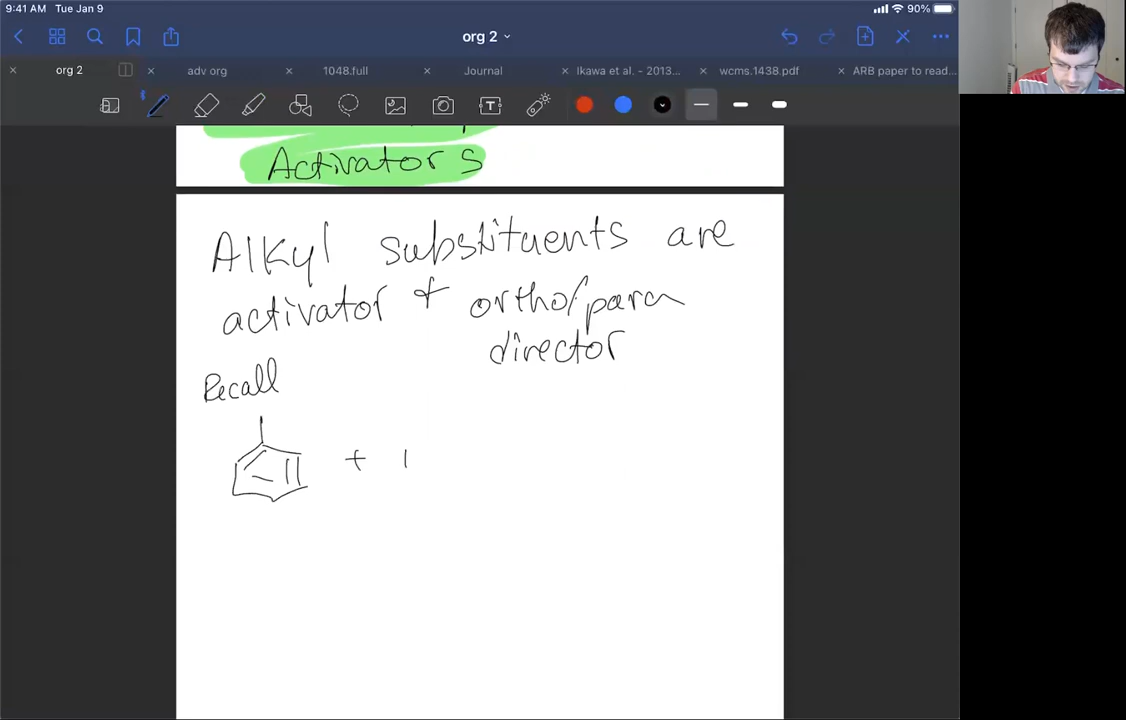 9:41 AM Tue Jan 9
90%
org 2
org 2
adv org
1048.full
Journal
Ikawa et al. - 2013...
wcms.1438.pdf
ARB paper to read...
Activators
Alkyl substituents are
activator + ortho/para
director
Recall
+ I